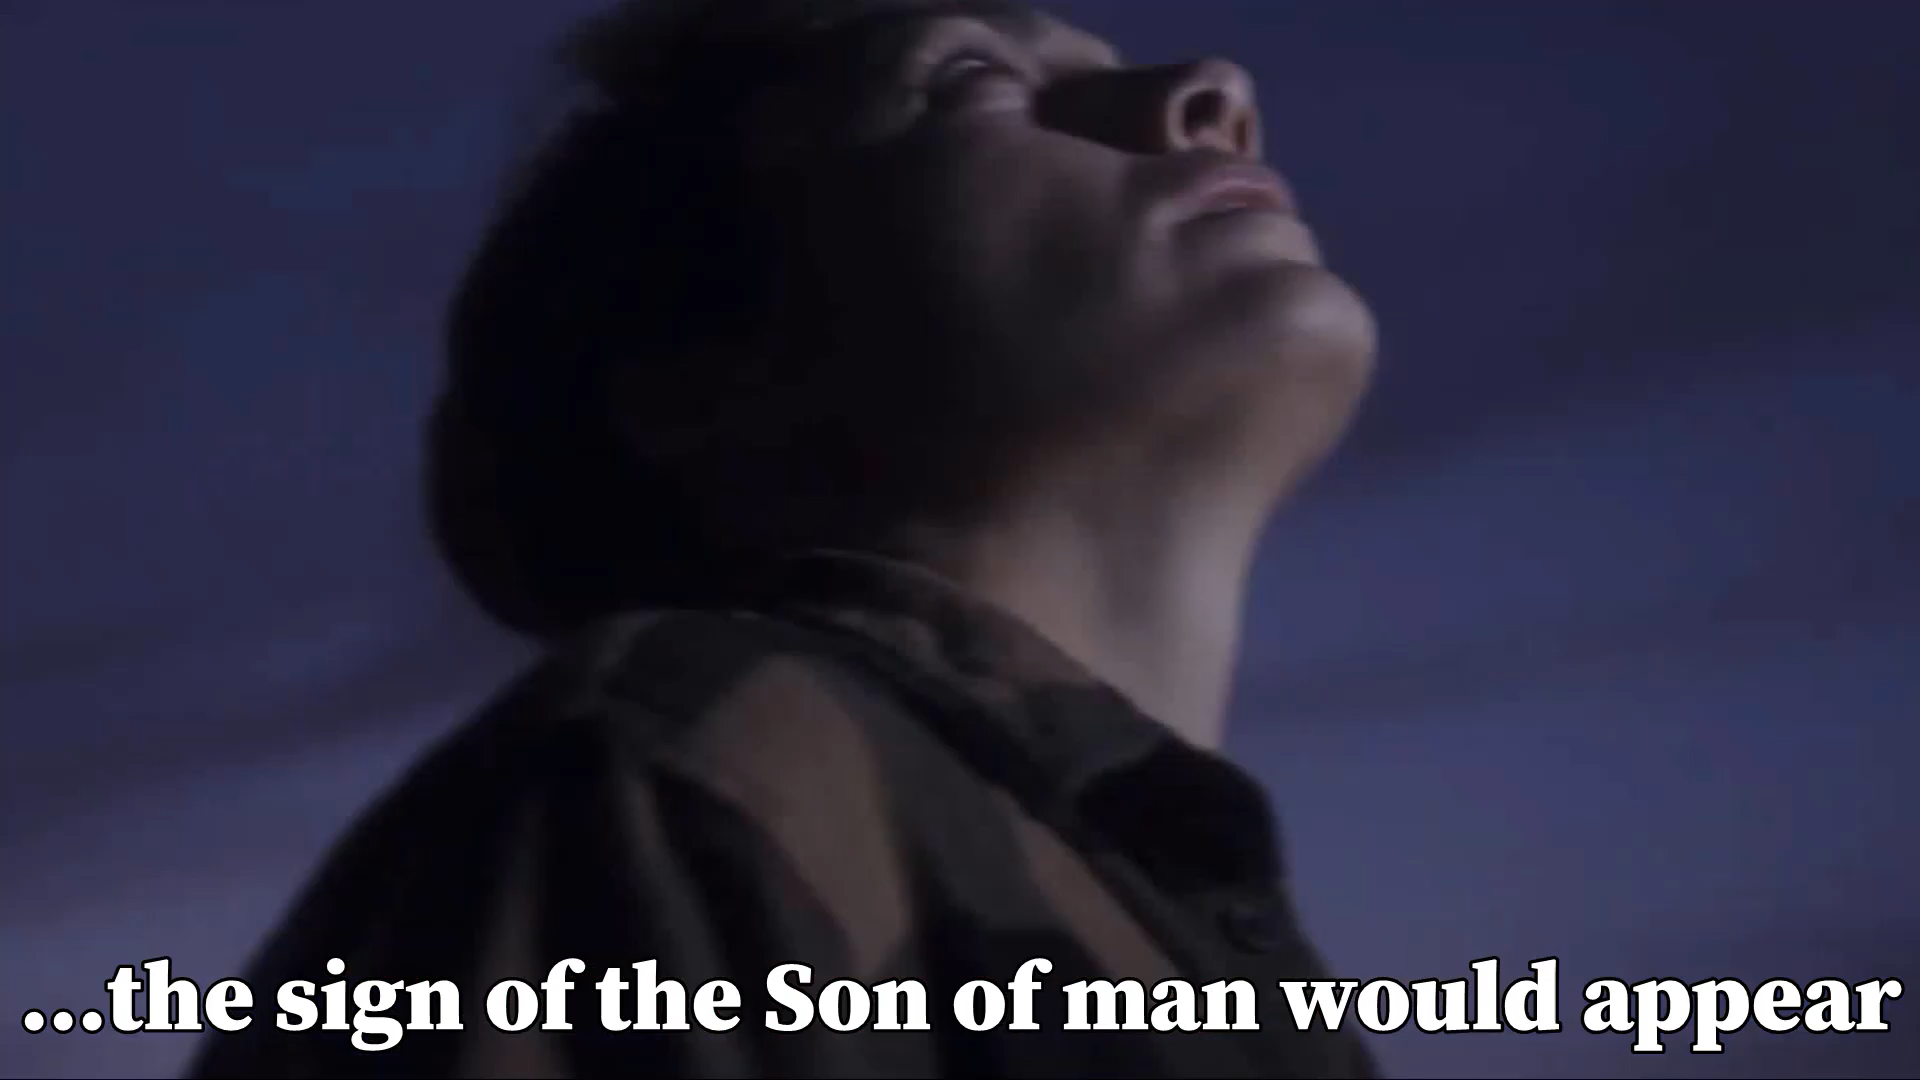 ...the sign of the Son of man would appear